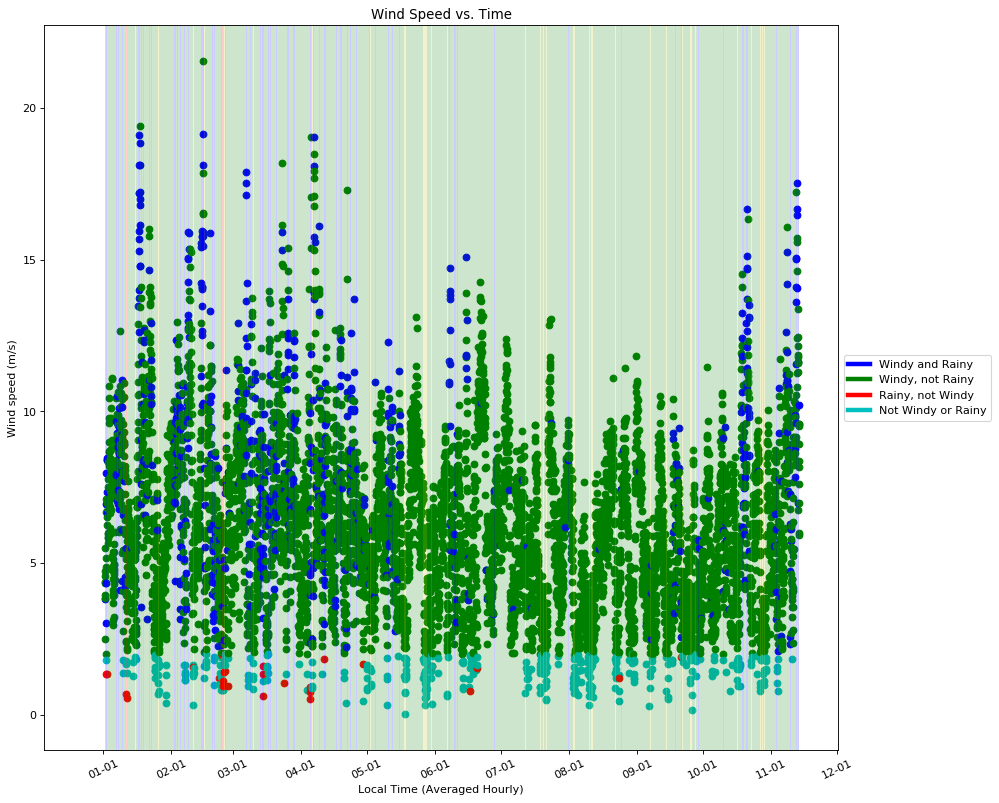 Wind Speed vs. Time
Wind speed (m/s)
20
15
10
5
0
01-01
02-01
03-01
04-01
05-01
06-01
07-01
08-01
09-01
10-01
11-01
12-01
Local Time (Averaged Hourly)
Windy and Rainy
Windy, not Rainy
Rainy, not Windy
Not Windy or Rainy